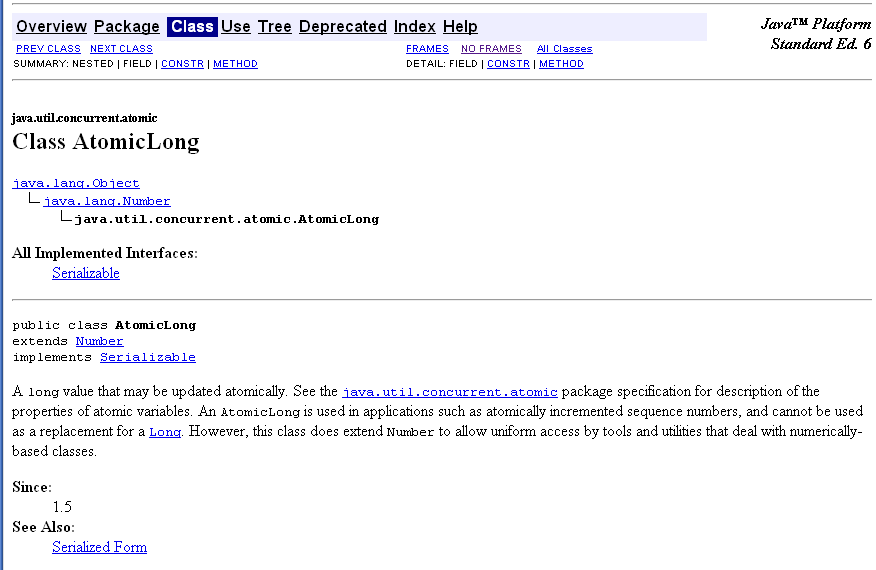 Overview Package Class Use Tree Deprecated Index Help
Java™ Platform
Standard Ed. 6
PREV CLASS NEXT CLASS
FRAMES NO FRAMES All Classes
SUMMARY: NESTED | FIELD | CONSTR | METHOD
DETAIL: FIELD | CONSTR | METHOD
java.util.concurrent.atomic
Class AtomicLong
java.lang.Object
java.lang.Number
java.util.concurrent.atomic.AtomicLong
All Implemented Interfaces:
Serializable
public class AtomicLong
extends Number
implements Serializable
A long value that may be updated atomically. See the java.util.concurrent.atomic package specification for description of the
properties of atomic variables. An AtomicLong is used in applications such as atomically incremented sequence numbers, and cannot be used
as a replacement for a Long. However, this class does extend Number to allow uniform access by tools and utilities that deal with numerically-
based classes.
Since:
1.5
See Also:
Serialized Form